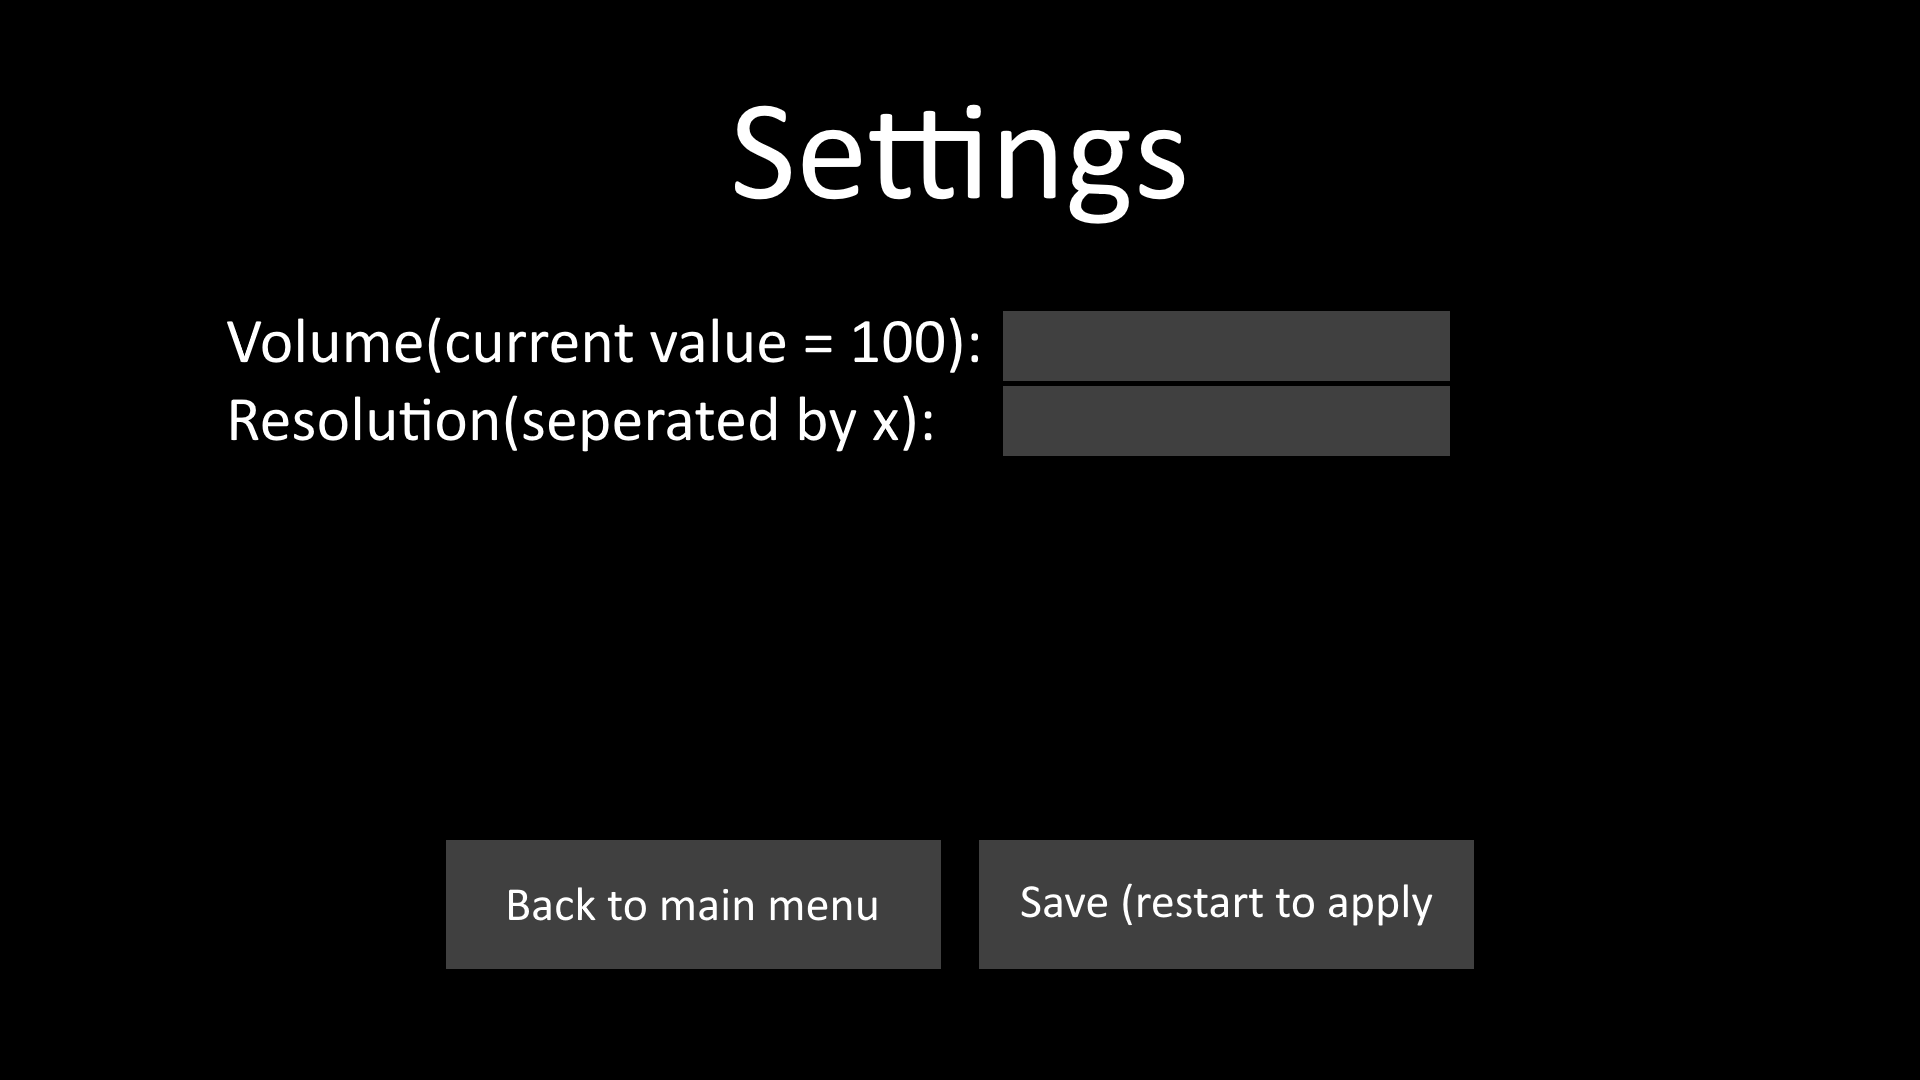 Settings
Volume(current value = 100):
Resolution(seperated by x):
Back to main menu
Save (restart to apply